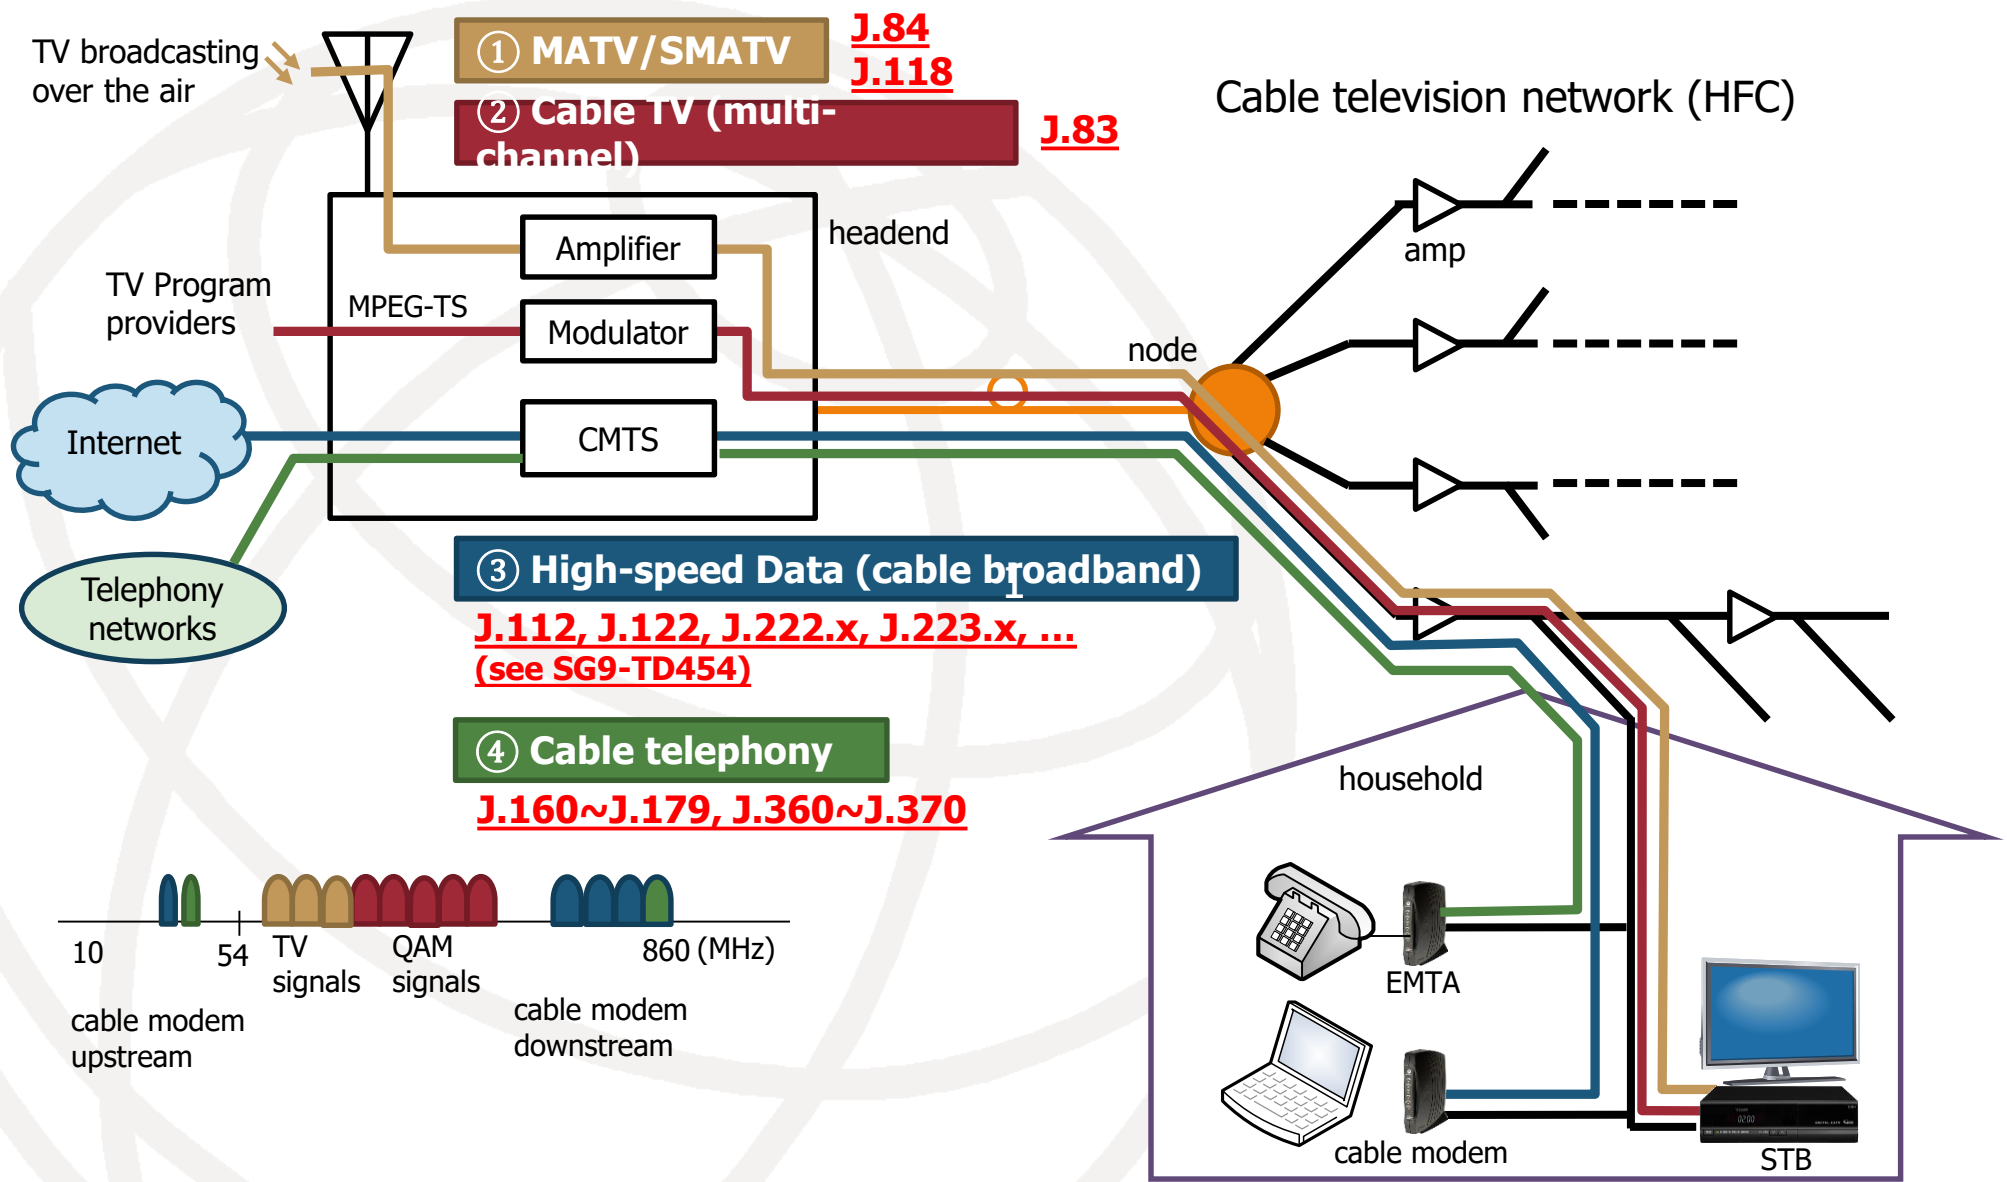 TV broadcasting
over the air
① MATV/SMATV
J.84
J.118
② Cable TV (multi-
channel)
J.83
Cable television network (HFC)
headend
Amplifier
amp
TV Program
providers
MPEG-TS
Modulator
node
Internet
CMTS
③ High-speed Data (cable broadband)
J.112, J.122, J.222.x, J.223.x, ...
(see SG9-TD454)
Telephony
networks
④ Cable telephony
J.160~J.179, J.360~J.370
household
10
54
TV
signals
QAM
signals
860 (MHz)
cable modem
upstream
cable modem
downstream
EMTA
cable modem
STB